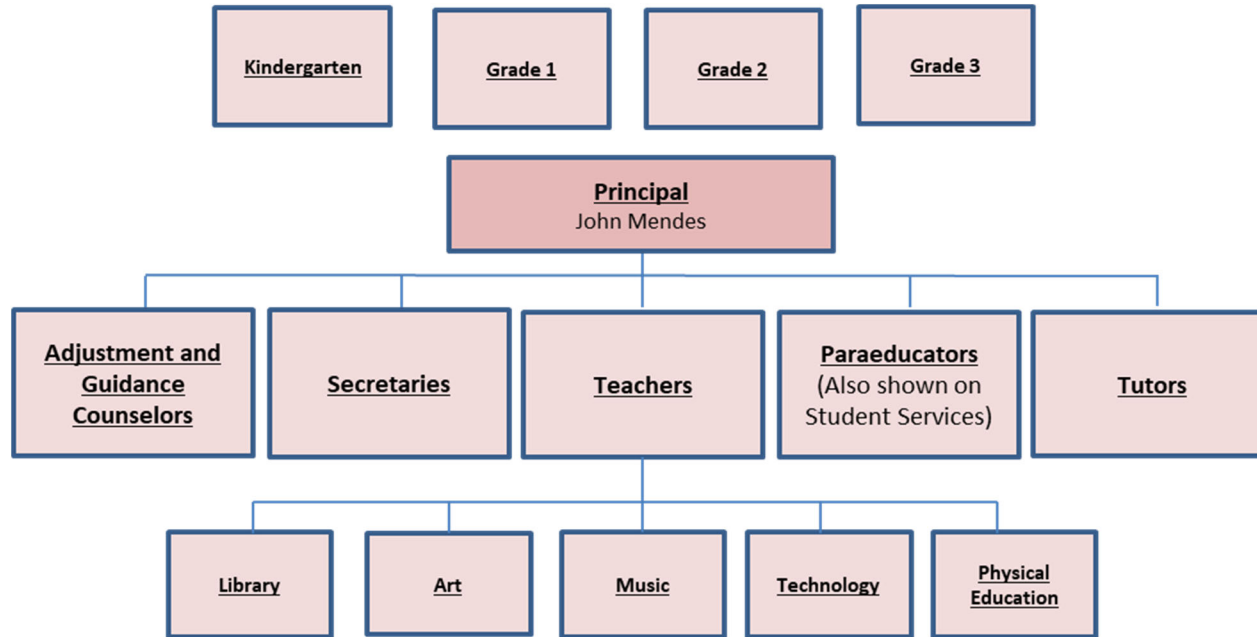 Kindergarten
Grade 1
Grade 2
Grade 3
Principal
John Mendes
Adjustment and
Guidance
Counselors
Secretaries
Teachers
Paraeducators
(Also shown on
Student Services)
Tutors
Library
Art
Music
Technology
Physical
Education